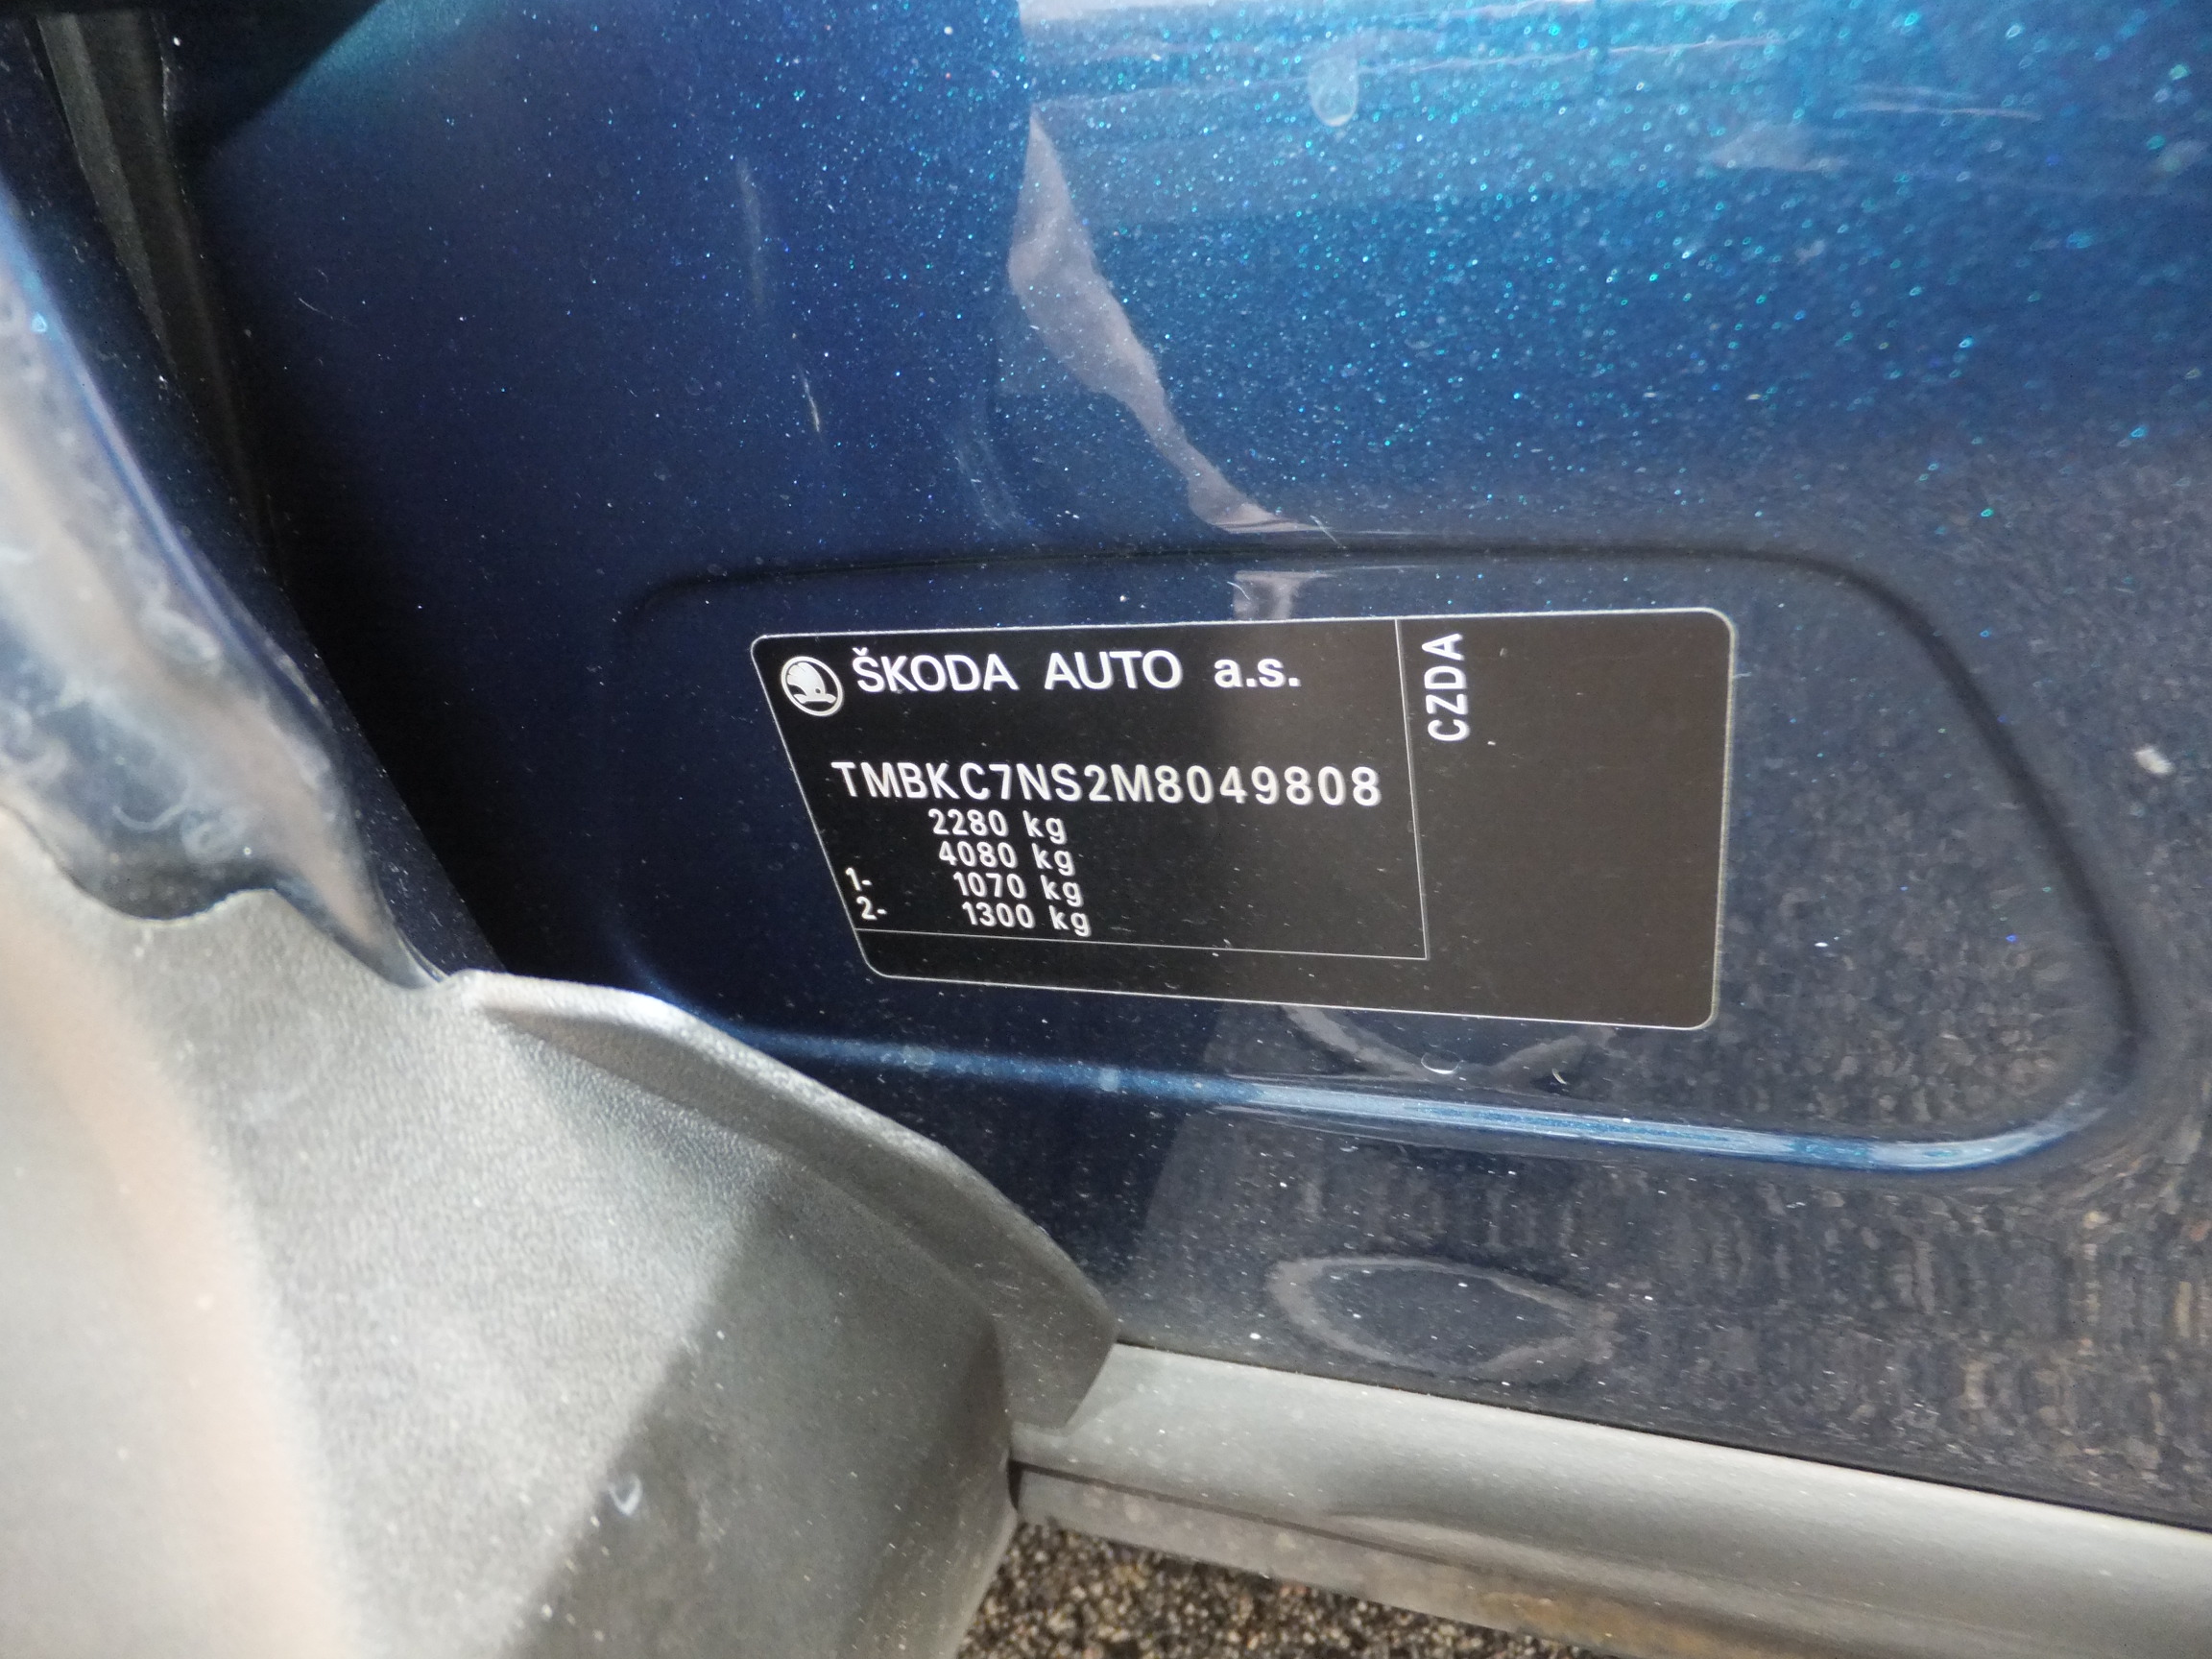 ŠKODA AUTO a.s.
CZDA
TMBKC7NS2M8049808
2280 kg
4080 kg
1- 1070 kg
2- 1300 kg